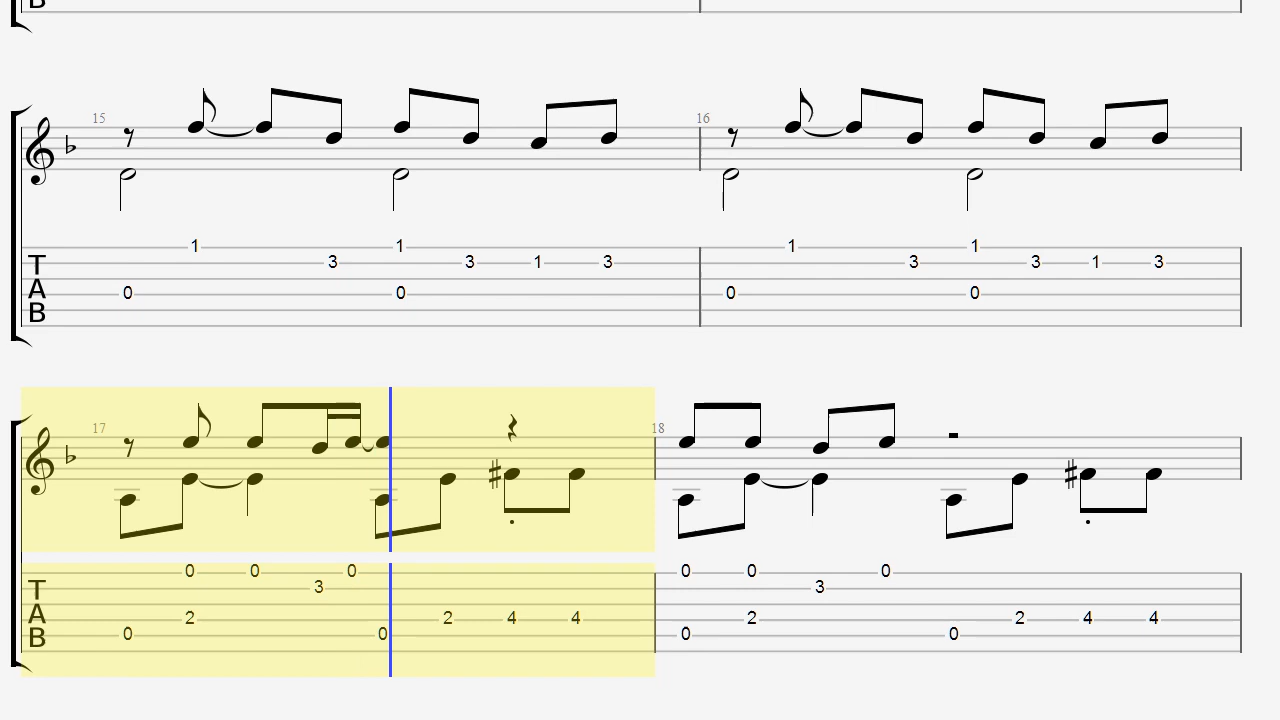 B
15 16
1 1 1 1
T 3 3 1 3 3 3 1 3
A 0 0 0 0
B
17 18
0 0 0 0 0 0
T 3 3
A 2 2 4 4 2 2 4 4
B 0 0 0 0